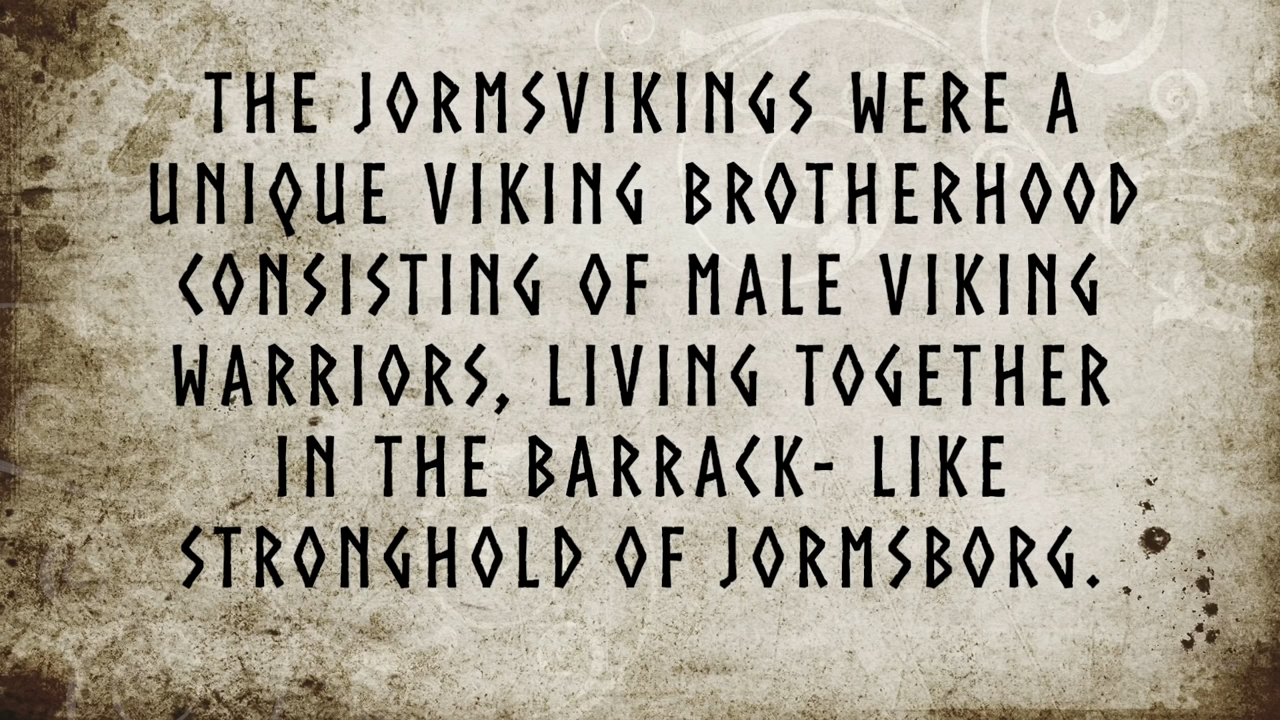 THE JORMSVIKINGS WERE A
UNIQUE VIKING BROTHERHOOD
CONSISTING OF MALE VIKING
WARRIORS, LIVING TOGETHER
IN THE BARRACK- LIKE
STRONGHOLD OF JORMSBORG.